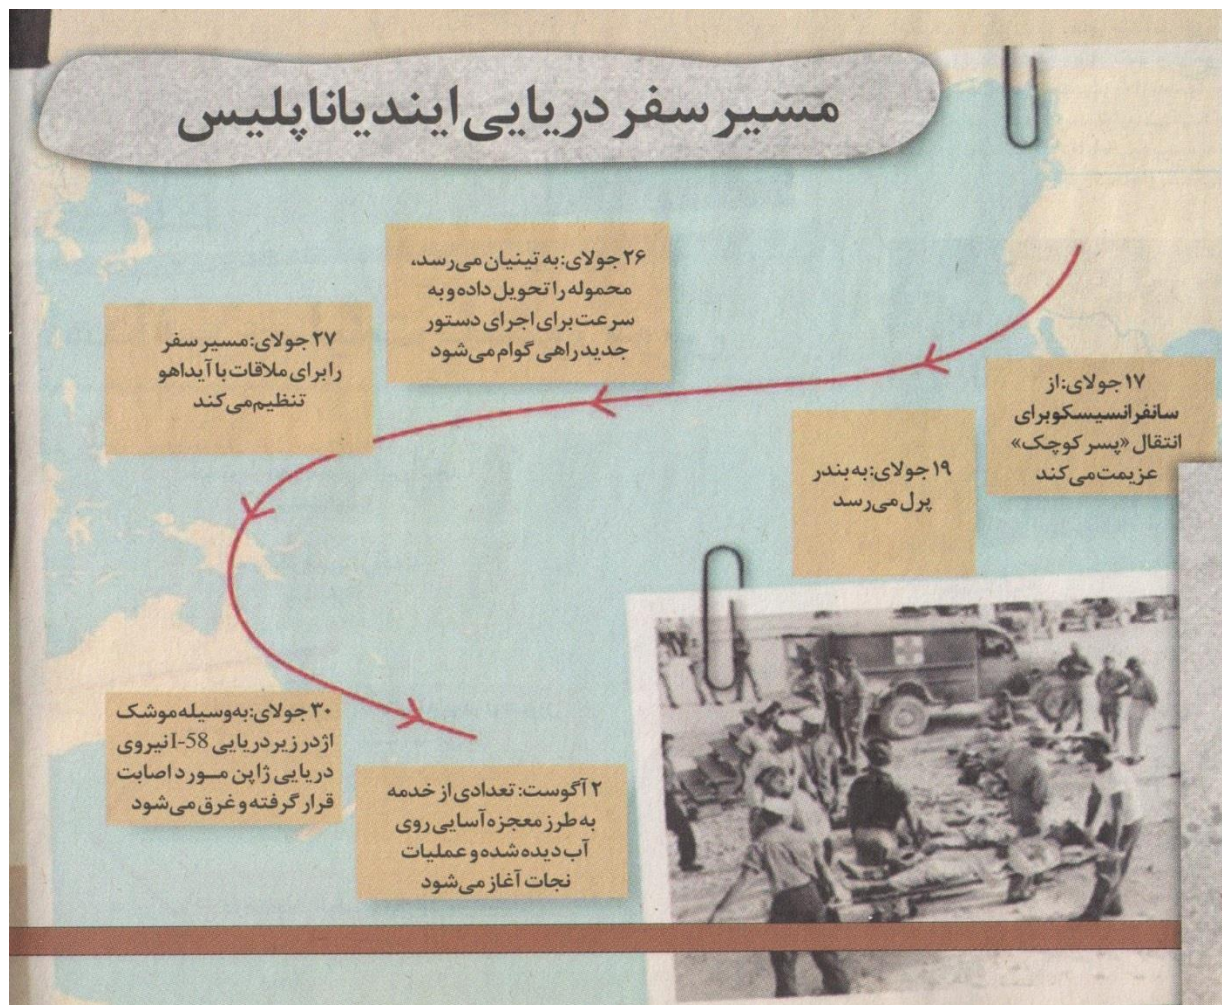 مسیر سفر دریایی ایندیاناپلیس
۱۷ جولای: از
سانفرانسیسکو برای
انتقال «پسر کوچک»
عزیمت می‌کند
۱۹ جولای: به بندر
پرل می‌رسد
۲۶ جولای: به تینیان می‌رسد،
محموله را تحویل داده و به
سرعت برای اجرای دستور
جدید راهی گوام می‌شود
۲۷ جولای: مسیر سفر
را برای ملاقات با آیداهو
تنظیم می‌کند
۳۰ جولای: به‌وسیله موشک
اژدر زیردریایی I-58 نیروی
دریایی ژاپن مورد اصابت
قرار گرفته و غرق می‌شود
۲ آگوست: تعدادی از خدمه
به طرز معجزه‌آسایی روی
آب دیده شده و عملیات
نجات آغاز می‌شود